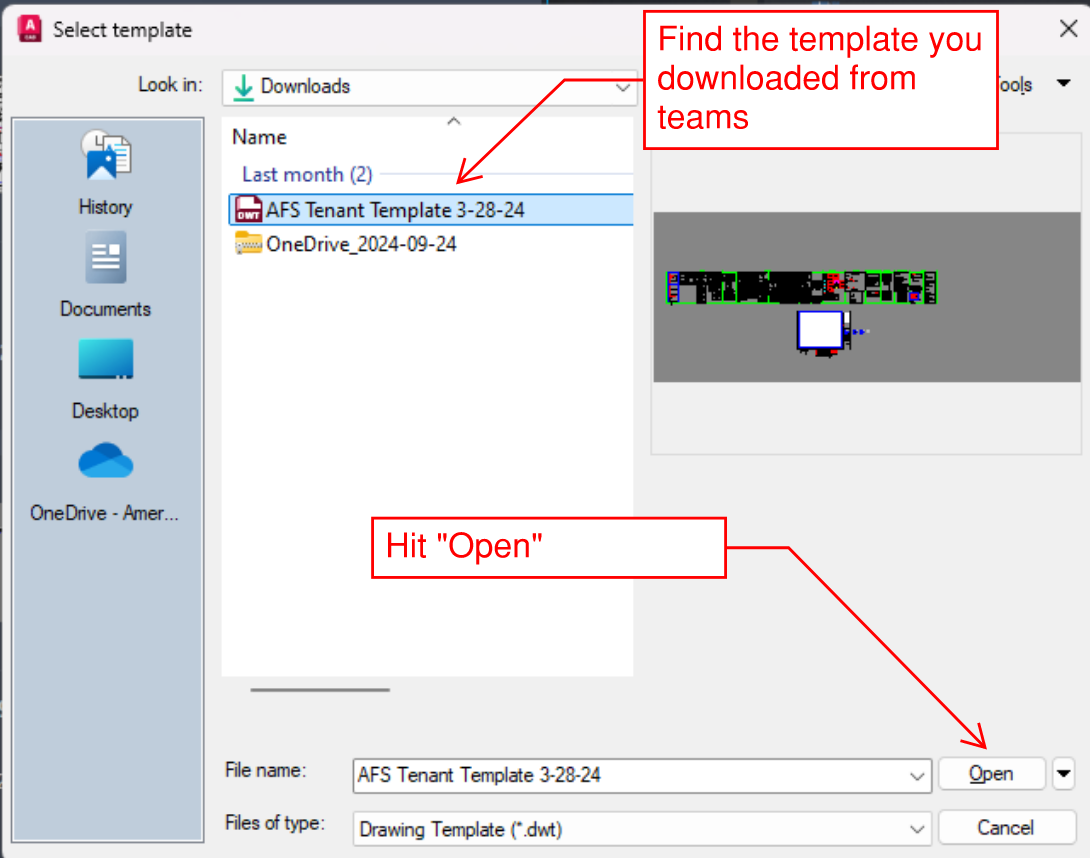 Select template
Find the template you
downloaded from
teams
Look in:
Downloads
Name
Last month (2)
AFS Tenant Template 3-28-24
OneDrive_2024-09-24
History
Documents
Desktop
OneDrive - Amer...
Hit "Open"
File name:
AFS Tenant Template 3-28-24
Open
Files of type:
Drawing Template (*.dwt)
Cancel